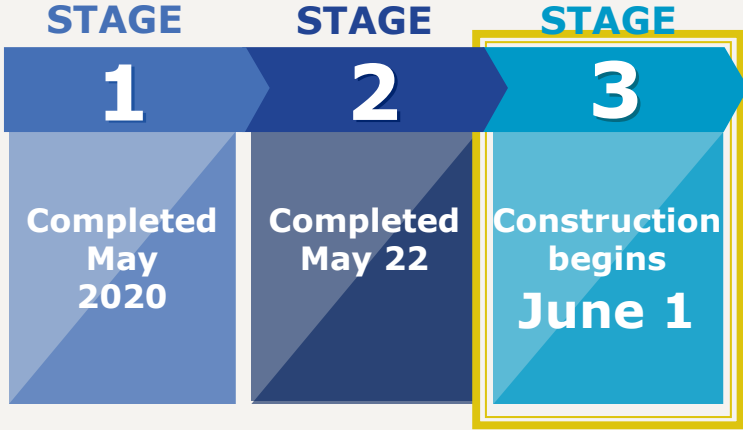 STAGE
1
Completed
May
2020
STAGE
2
Completed
May 22
STAGE
3
Construction
begins
June 1